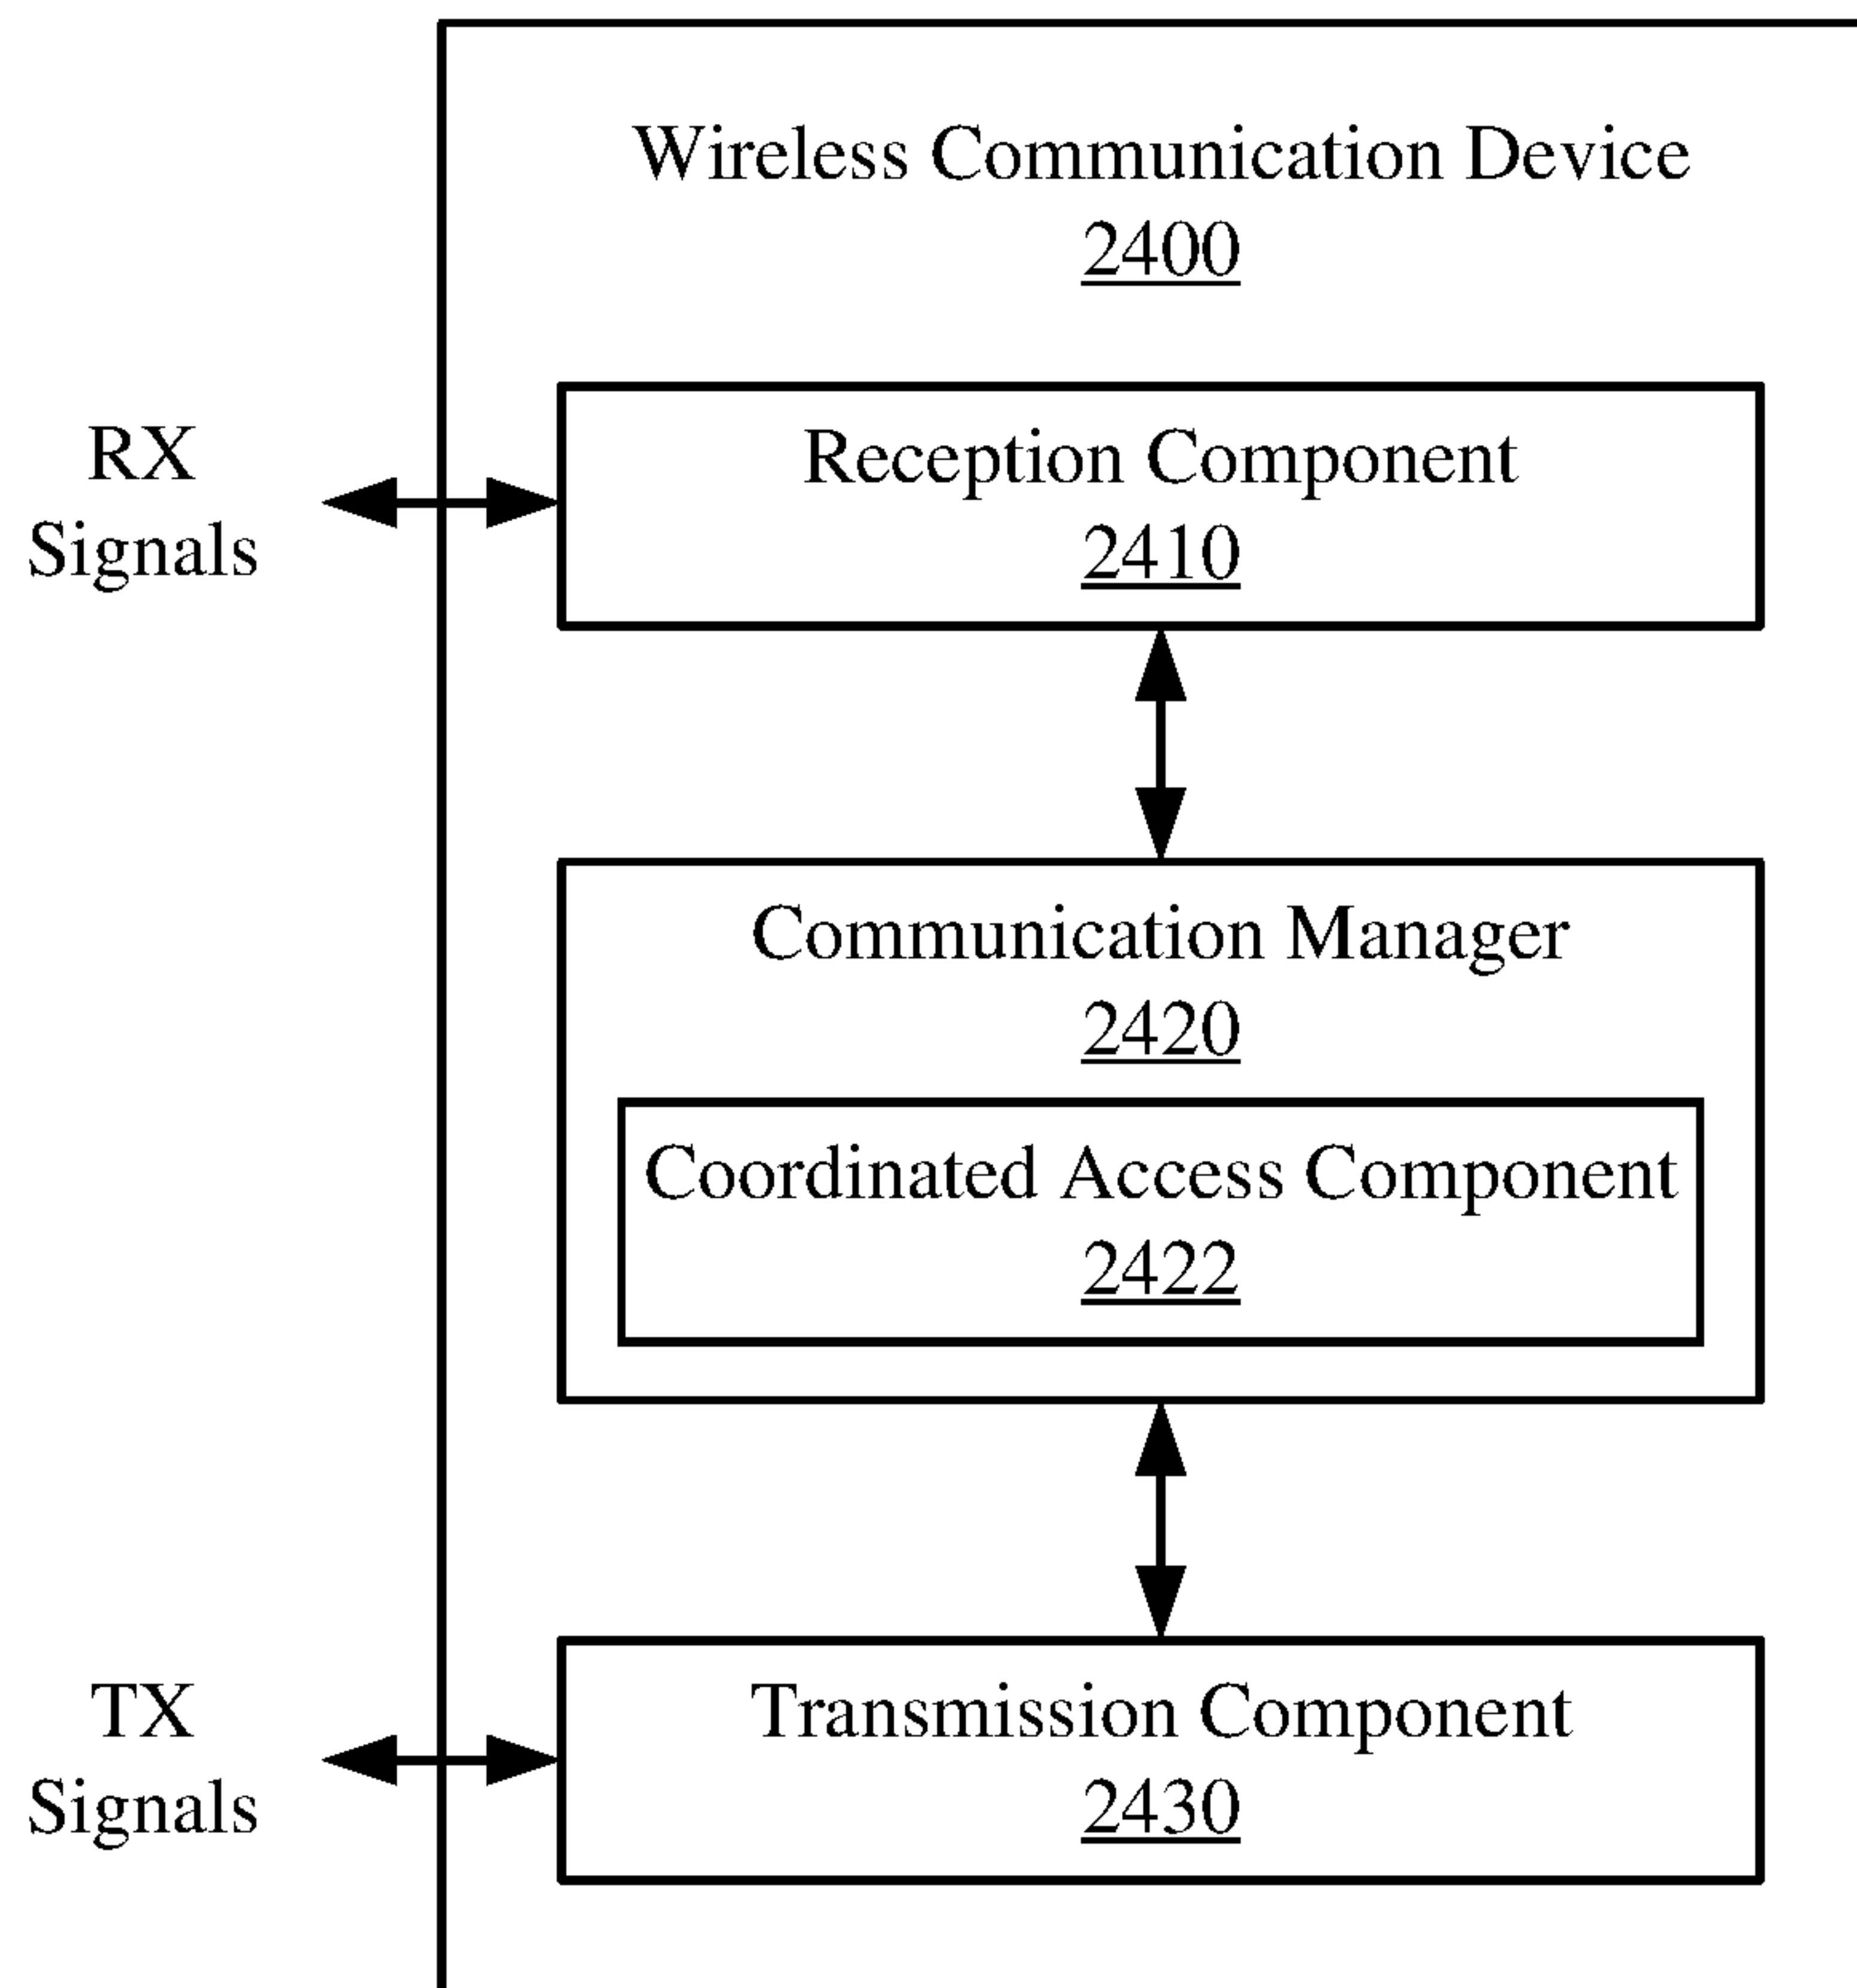 Wireless Communication Device
2400
RX
Signals
Reception Component
2410
Communication Manager
2420
Coordinated Access Component
2422
TX
Signals
Transmission Component
2430